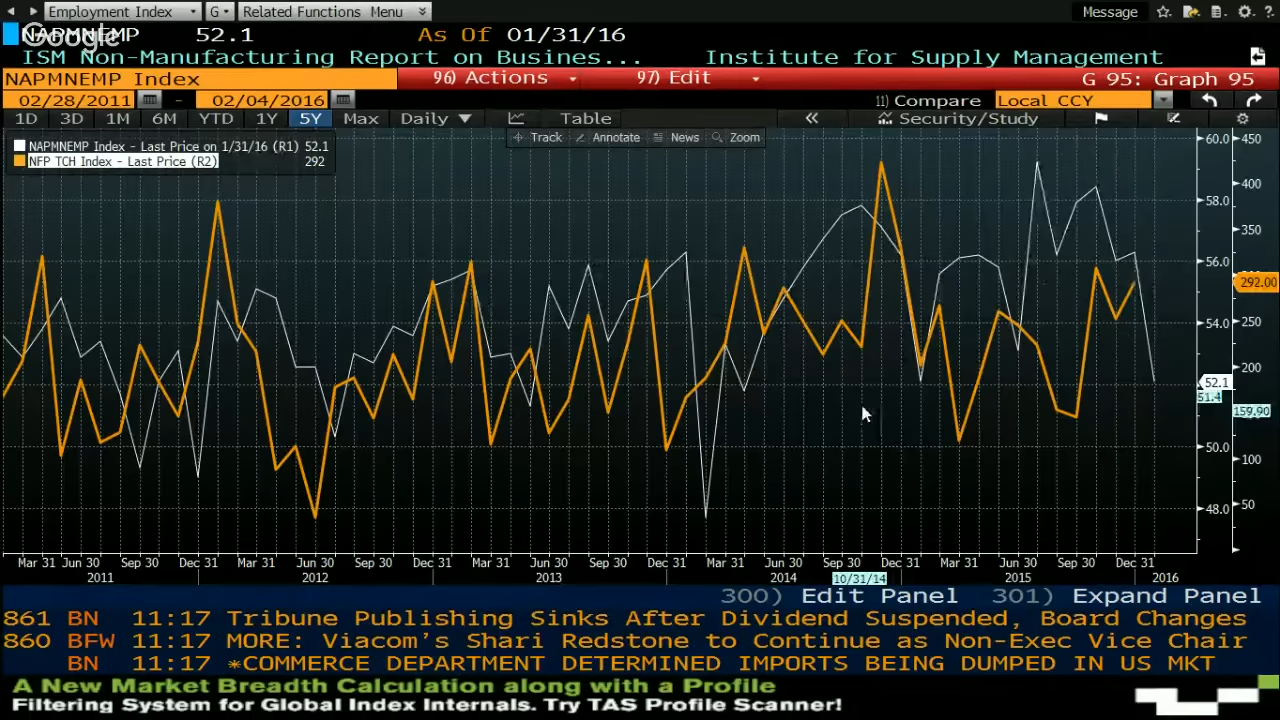 Employment Index G Related Functions Menu Message ?
Google
NAPMNEMP 52.1 As Of 01/31/16
ISM Non-Manufacturing Report on Busines... Institute for Supply Management
NAPMNEMP Index 96) Actions 97) Edit G 95: Graph 95
02/28/2011 - 02/04/2016 11) Compare Local CCY
1D 3D 1M 6M YTD 1Y 5Y Max Daily Table « Security/Study
Track Annotate News Zoom
NAPMNEMP Index - Last Price on 1/31/16 (R1) 52.1
NFP TCH Index - Last Price (R2) 292
60.0 450
400
58.0
350
56.0
292.00
54.0 250
200
52.1
51.4
159.90
50.0
100
50
48.0
Mar 31 Jun 30 Sep 30 Dec 31 Mar 31 Jun 30 Sep 30 Dec 31 Mar 31 Jun 30 Sep 30 Dec 31 Mar 31 Jun 30 Sep 30 Dec 31 Mar 31 Jun 30 Sep 30 Dec 31
2011 2012 2013 2014 10/31/14 2015 2016
300) Edit Panel 301) Expand Panel
861 BN 11:17 Tribune Publishing Sinks After Dividend Suspended, Board Changes
860 BFW 11:17 MORE: Viacom's Shari Redstone to Continue as Non-Exec Vice Chair
BN 11:17 *COMMERCE DEPARTMENT DETERMINED IMPORTS BEING DUMPED IN US MKT
A New Market Breadth Calculation along with a Profile
Filtering System for Global Index Internals. Try TAS Profile Scanner!